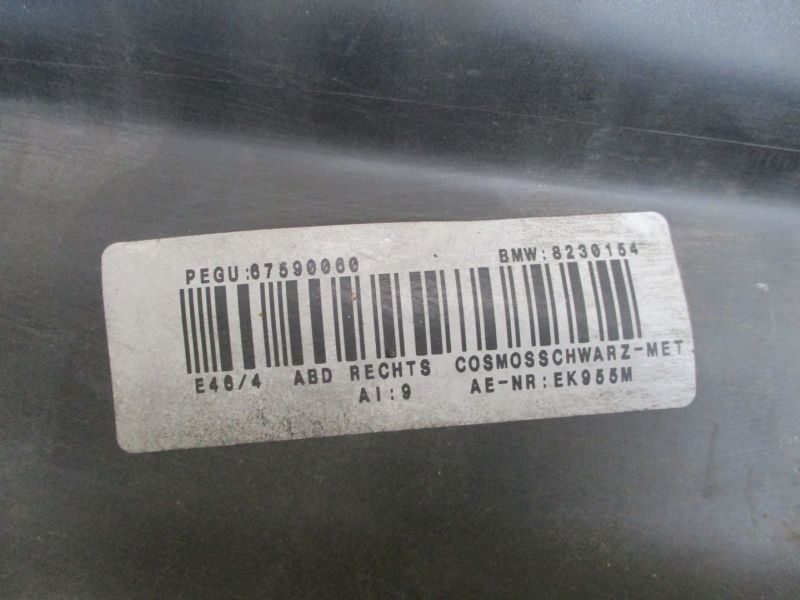 PEGU:67590060 BMW:8230154
E46/4 ABD RECHTS COSMOSSCHWARZ-MET
AI:9 AE-NR:EK955M